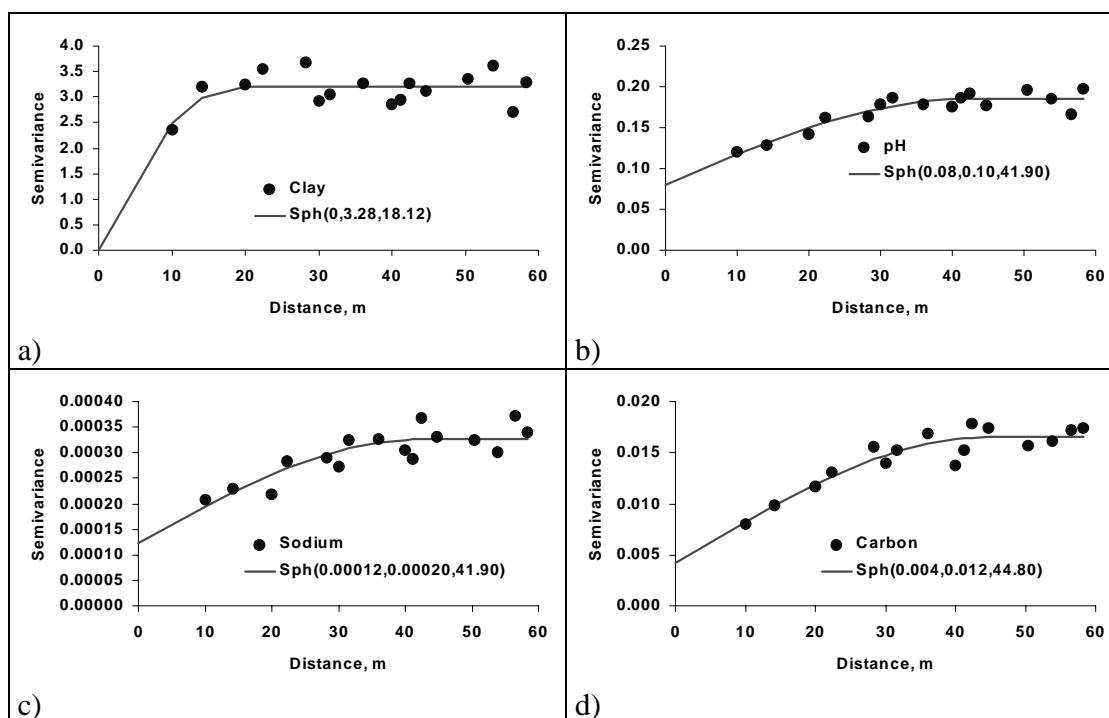 4.0
3.5
3.0
2.5
2.0
1.5
1.0
0.5
0.0
Semivariance
Clay
Sph(0,3.28,18.12)
0 10 20 30 40 50 60
Distance, m
a)
0.25
0.20
0.15
0.10
0.05
0.00
Semivariance
pH
Sph(0.08,0.10,41.90)
0 10 20 30 40 50 60
Distance, m
b)
0.00040
0.00035
0.00030
0.00025
0.00020
0.00015
0.00010
0.00005
0.00000
Semivariance
Sodium
Sph(0.00012,0.00020,41.90)
0 10 20 30 40 50 60
Distance, m
c)
0.020
0.015
0.010
0.005
0.000
Semivariance
Carbon
Sph(0.004,0.012,44.80)
0 10 20 30 40 50 60
Distance, m
d)